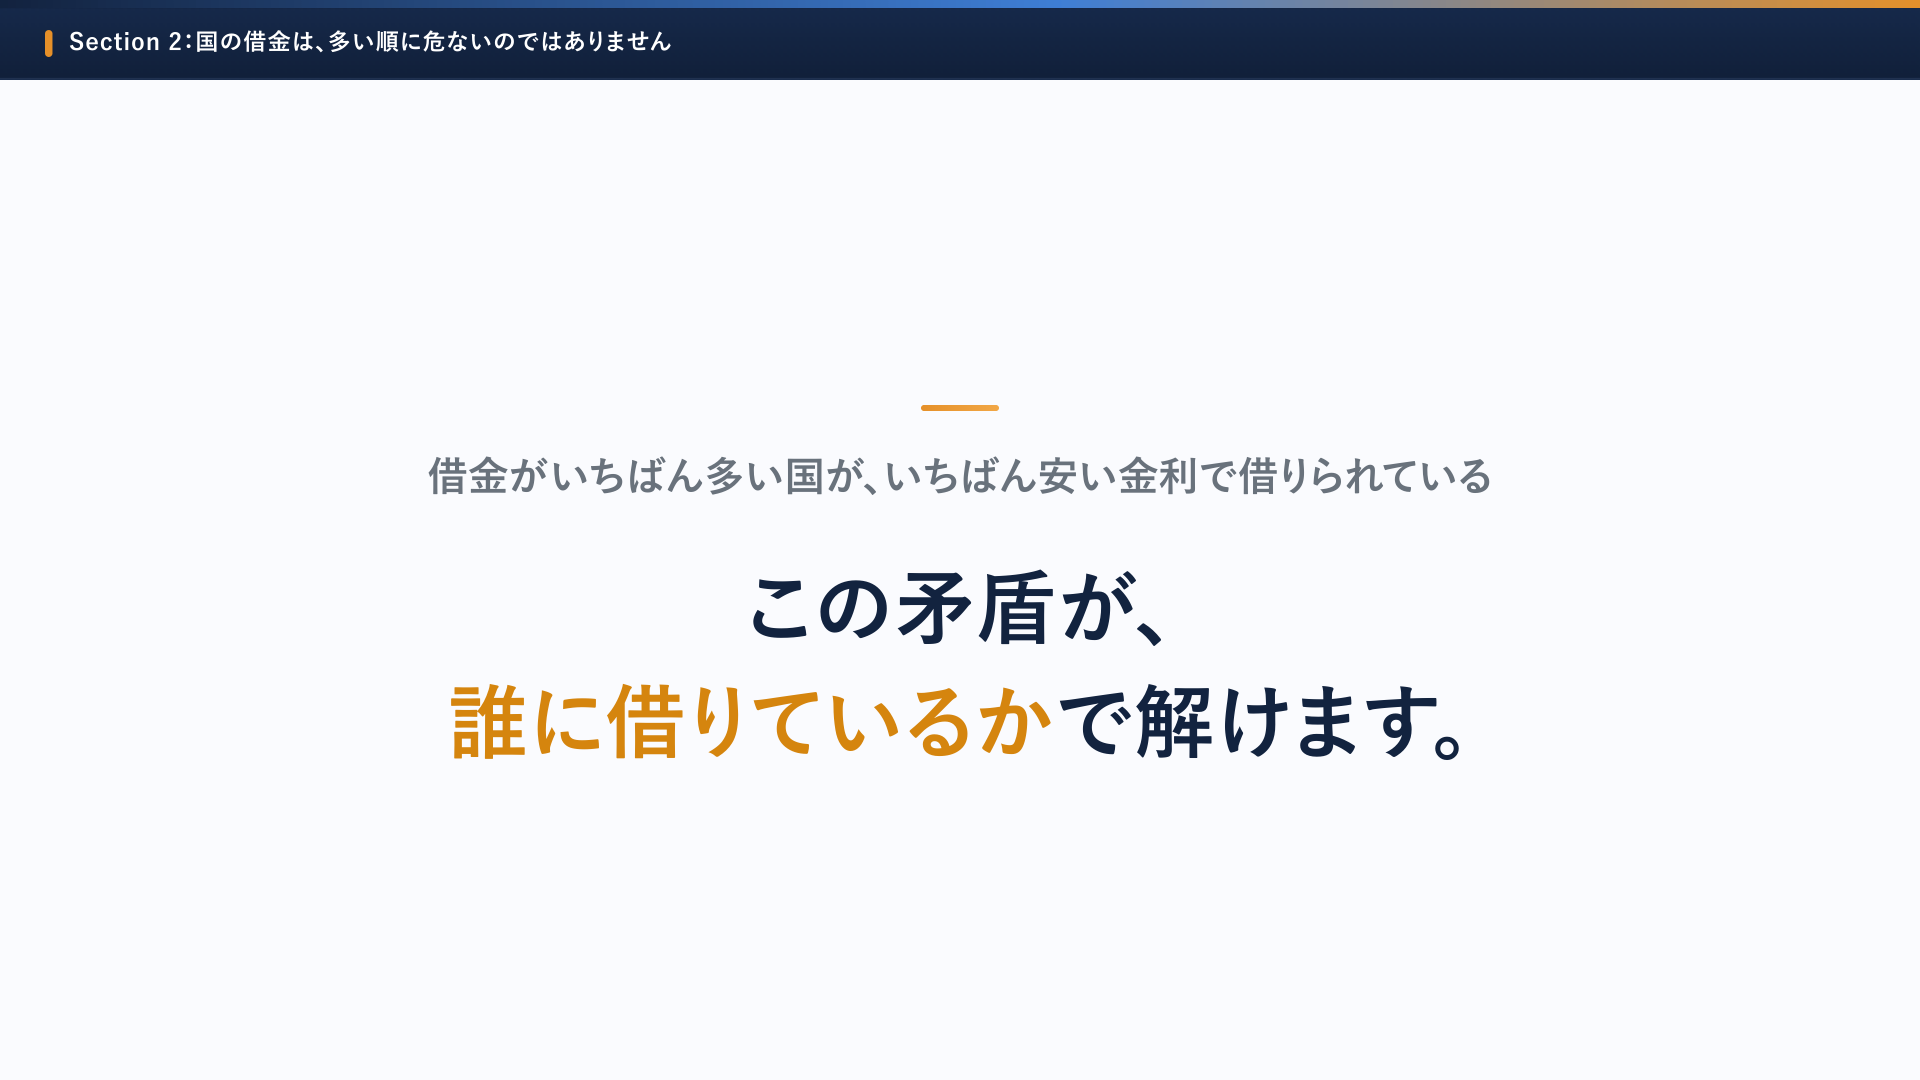 Section 2：国の借金は、多い順に危ないのではありません
借金がいちばん多い国が、いちばん安い金利で借りられている
この矛盾が、
誰に借りているかで解けます。